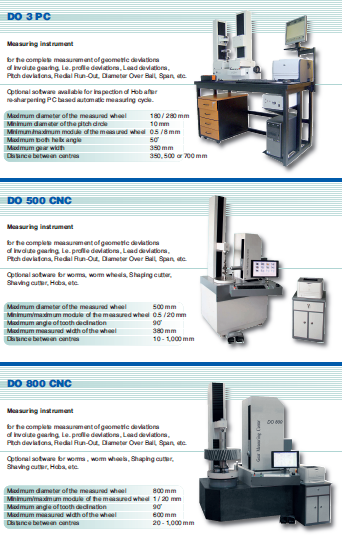 DO 3 PC
Measuring instrument
for the complete measurement of geometric deviations
of Involute gearing, i.e. profile deviations, Lead deviations,
Pitch deviations, Redial Run-Out, Diameter Over Ball, Span, etc.
Optional software available for inspection of Hob after
re-sharpening PC based automatic measuring cycle.
Maximum diameter of the measured wheel 180 / 280 mm
Minimum diameter of the pitch circle 10 mm
Minimum/maximum module of the measured wheel 0.5 / 8 mm
Maximum tooth helix angle 50°
Maximum gear width 350 mm
Distance between centres 350, 500 or 700 mm
DO 500 CNC
Measuring instrument
for the complete measurement of geometric deviations
of Involute gearing, i.e. profile deviations, Lead deviations,
Pitch deviations, Redial Run-Out, Diameter Over Ball, Span, etc.
Optional software for worms, worm wheels, Shaping cutter,
Shaving cutter, Hobs, etc.
Maximum diameter of the measured wheel 500 mm
Minimum/maximum module of the measured wheel 0.5 / 20 mm
Maximum angle of tooth declination 90°
Maximum measured width of the wheel 380 mm
Distance between centres 10 - 1,000 mm
DO 800 CNC
Measuring instrument
for the complete measurement of geometric deviations
of Involute gearing, i.e. profile deviations, Lead deviations,
Pitch deviations, Redial Run-Out, Diameter Over Ball, Span, etc.
Optional software for worms , worm wheels, Shaping cutter,
Shaving cutter, Hobs, etc.
DO 800
Gear Measuring Center
Maximum diameter of the measured wheel 800 mm
Minimum/maximum module of the measured wheel 1 / 20 mm
Maximum angle of tooth declination 90°
Maximum measured width of the wheel 600 mm
Distance between centres 20 - 1,000 mm